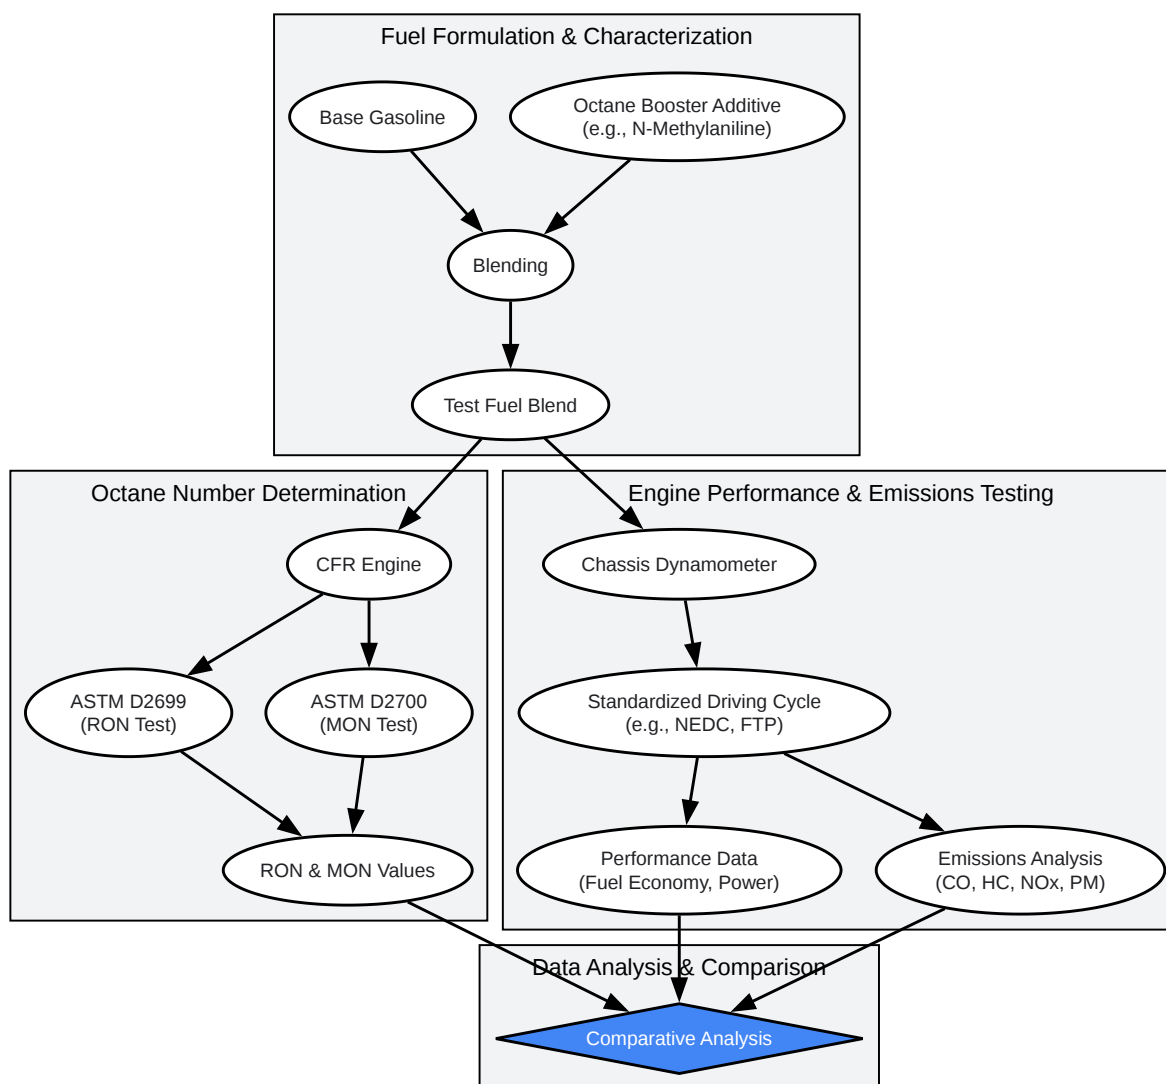 Fuel Formulation & Characterization
Base Gasoline
Octane Booster Additive
(e.g., N-Methylaniline)
Blending
Test Fuel Blend
Octane Number Determination
CFR Engine
ASTM D2699
(RON Test)
ASTM D2700
(MON Test)
RON & MON Values
Engine Performance & Emissions Testing
Chassis Dynamometer
Standardized Driving Cycle
(e.g., NEDC, FTP)
Performance Data
(Fuel Economy, Power)
Emissions Analysis
(CO, HC, NOx, PM)
Data Analysis & Comparison
Comparative Analysis